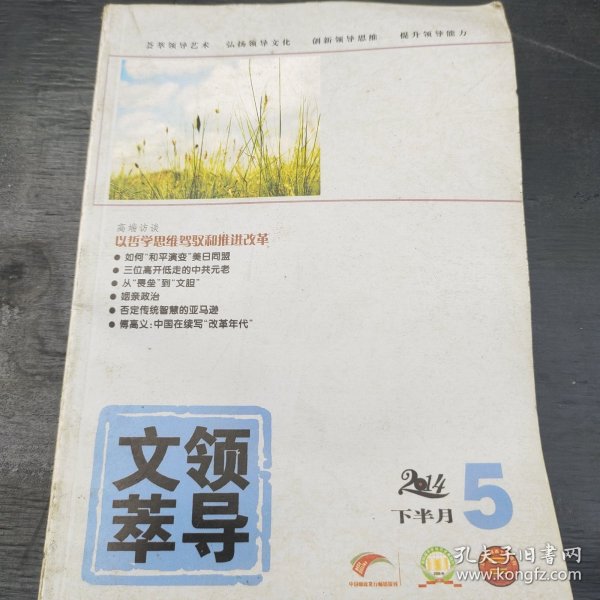 荟萃领导艺术 弘扬领导文化 创新领导思维 提升领导能力
高端访谈
以哲学思维驾驭和推进改革
● 如何"和平演变"美日同盟
● 三位高开低走的中共元老
● 从"畏垒"到"文胆"
● 姻亲政治
● 否定传统智慧的亚马逊
● 傅高义:中国在续写"改革年代"
领导
文萃
2014
下半月
5
孔夫子旧书网
www.kongfz.com